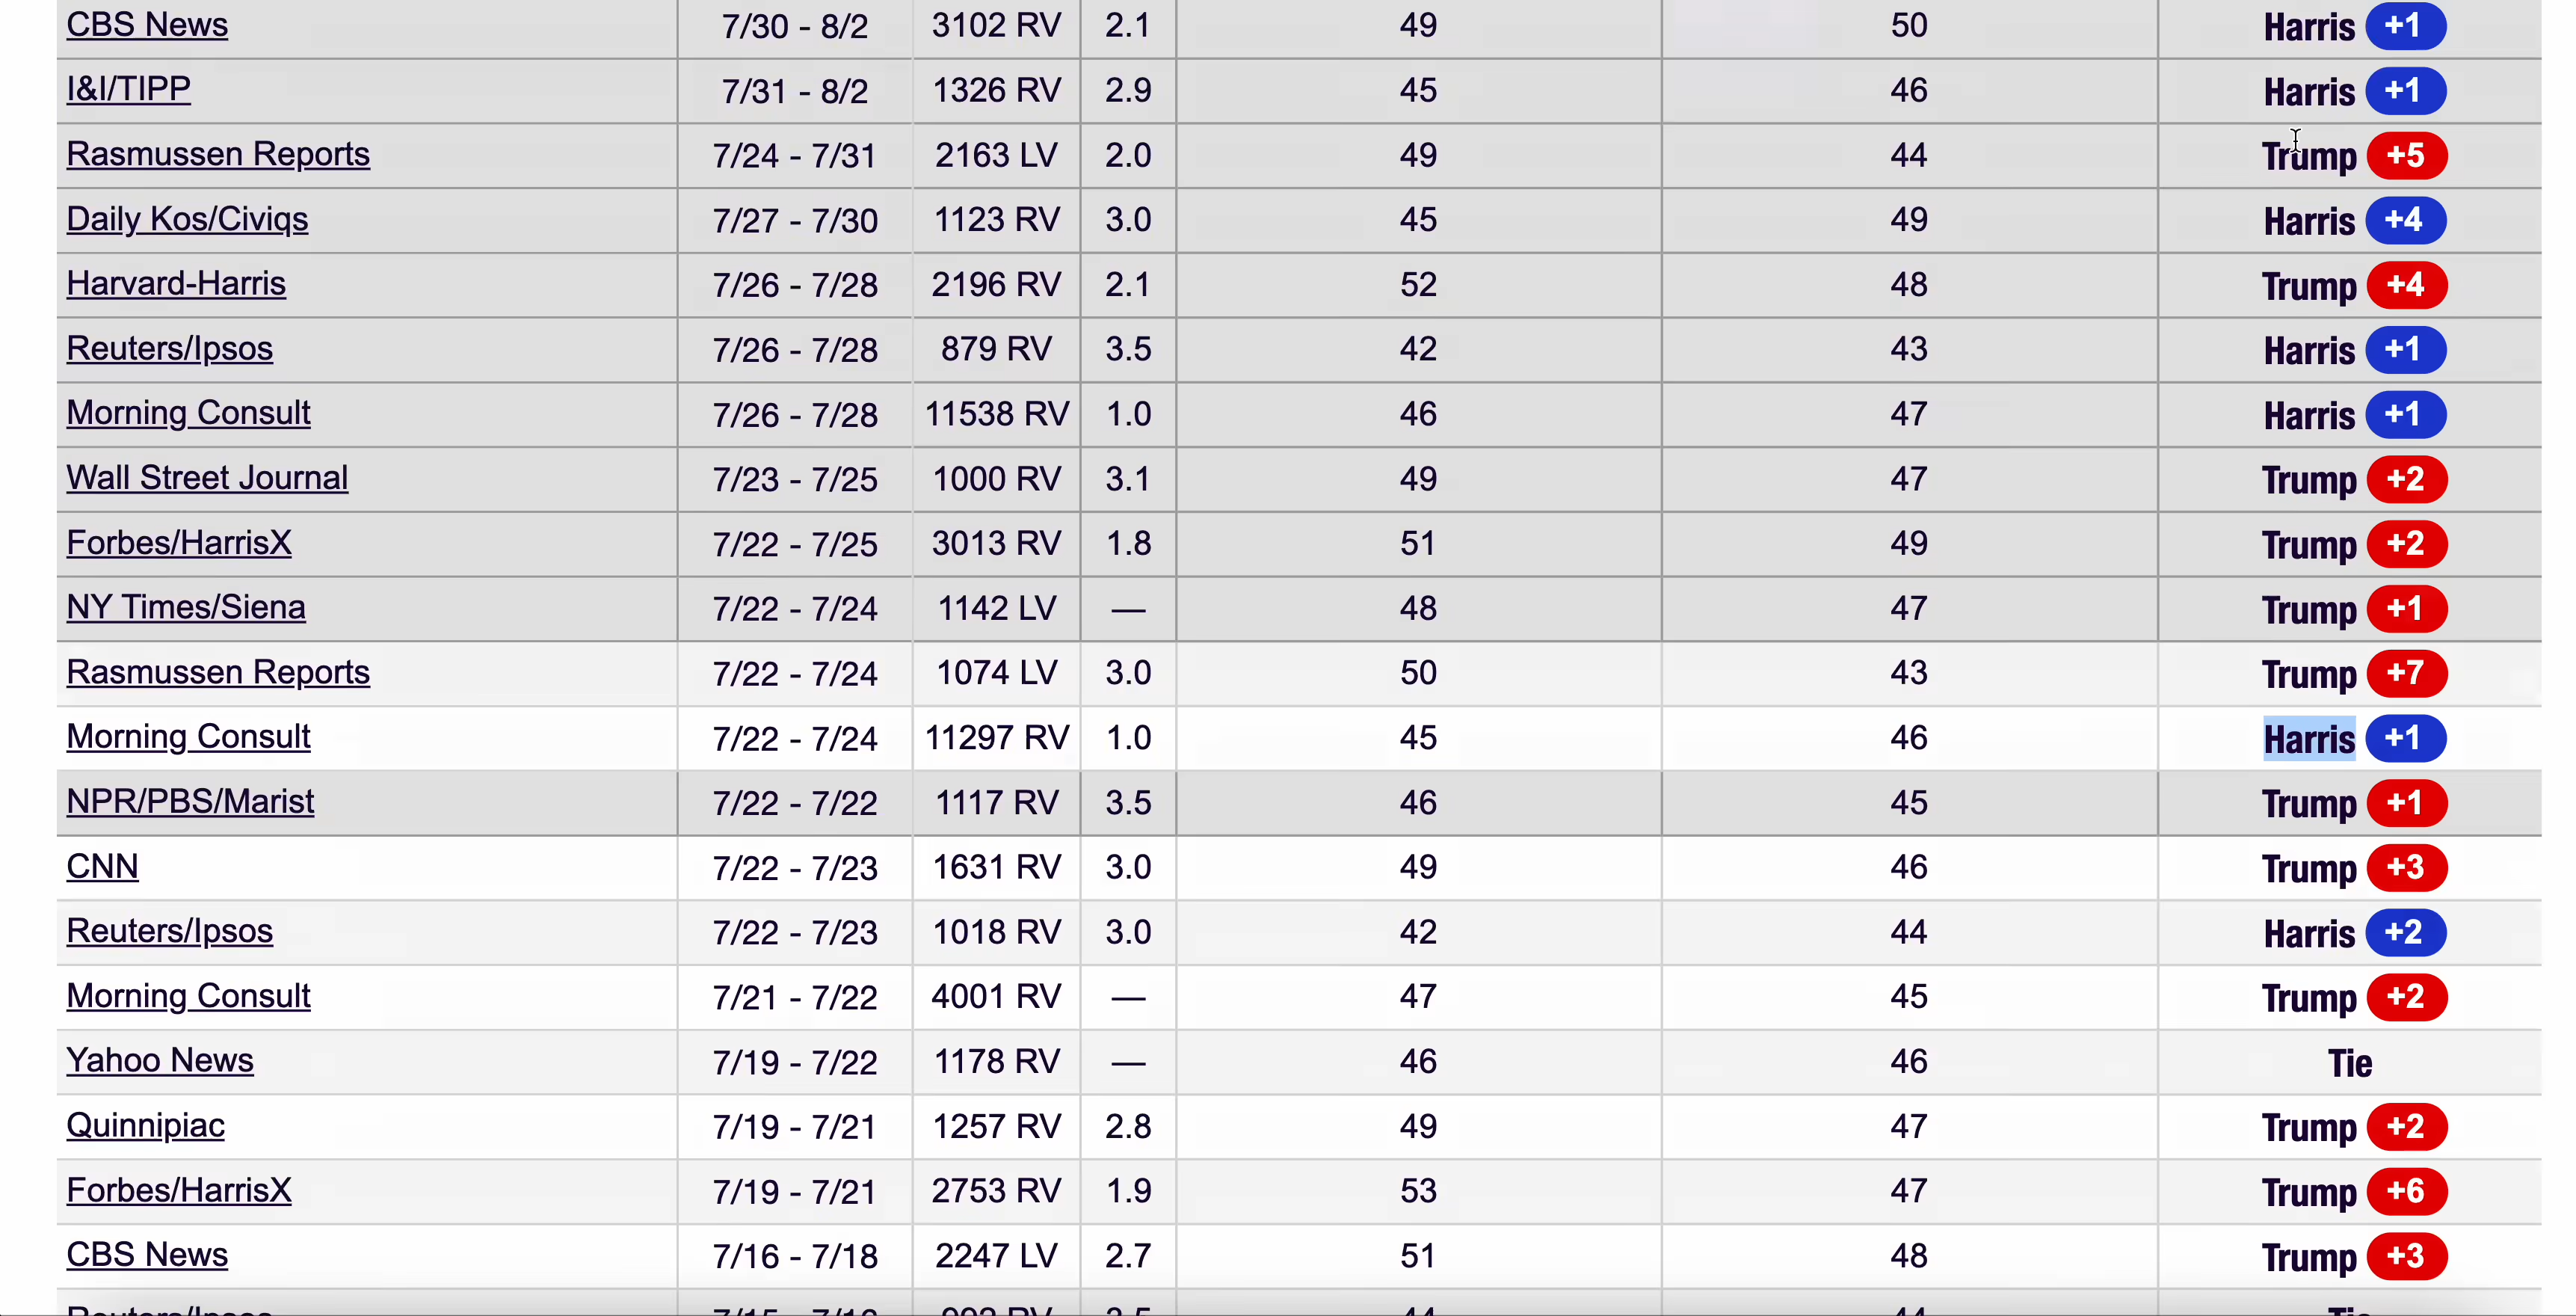 CBS News 7/30 - 8/2 3102 RV 2.1 49 50 Harris +1
I&I/TIPP 7/31 - 8/2 1326 RV 2.9 45 46 Harris +1
Rasmussen Reports 7/24 - 7/31 2163 LV 2.0 49 44 Trump +5
Daily Kos/Civiqs 7/27 - 7/30 1123 RV 3.0 45 49 Harris +4
Harvard-Harris 7/26 - 7/28 2196 RV 2.1 52 48 Trump +4
Reuters/Ipsos 7/26 - 7/28 879 RV 3.5 42 43 Harris +1
Morning Consult 7/26 - 7/28 11538 RV 1.0 46 47 Harris +1
Wall Street Journal 7/23 - 7/25 1000 RV 3.1 49 47 Trump +2
Forbes/HarrisX 7/22 - 7/25 3013 RV 1.8 51 49 Trump +2
NY Times/Siena 7/22 - 7/24 1142 LV — 48 47 Trump +1
Rasmussen Reports 7/22 - 7/24 1074 LV 3.0 50 43 Trump +7
Morning Consult 7/22 - 7/24 11297 RV 1.0 45 46 Harris +1
NPR/PBS/Marist 7/22 - 7/22 1117 RV 3.5 46 45 Trump +1
CNN 7/22 - 7/23 1631 RV 3.0 49 46 Trump +3
Reuters/Ipsos 7/22 - 7/23 1018 RV 3.0 42 44 Harris +2
Morning Consult 7/21 - 7/22 4001 RV — 47 45 Trump +2
Yahoo News 7/19 - 7/22 1178 RV — 46 46 Tie
Quinnipiac 7/19 - 7/21 1257 RV 2.8 49 47 Trump +2
Forbes/HarrisX 7/19 - 7/21 2753 RV 1.9 53 47 Trump +6
CBS News 7/16 - 7/18 2247 LV 2.7 51 48 Trump +3